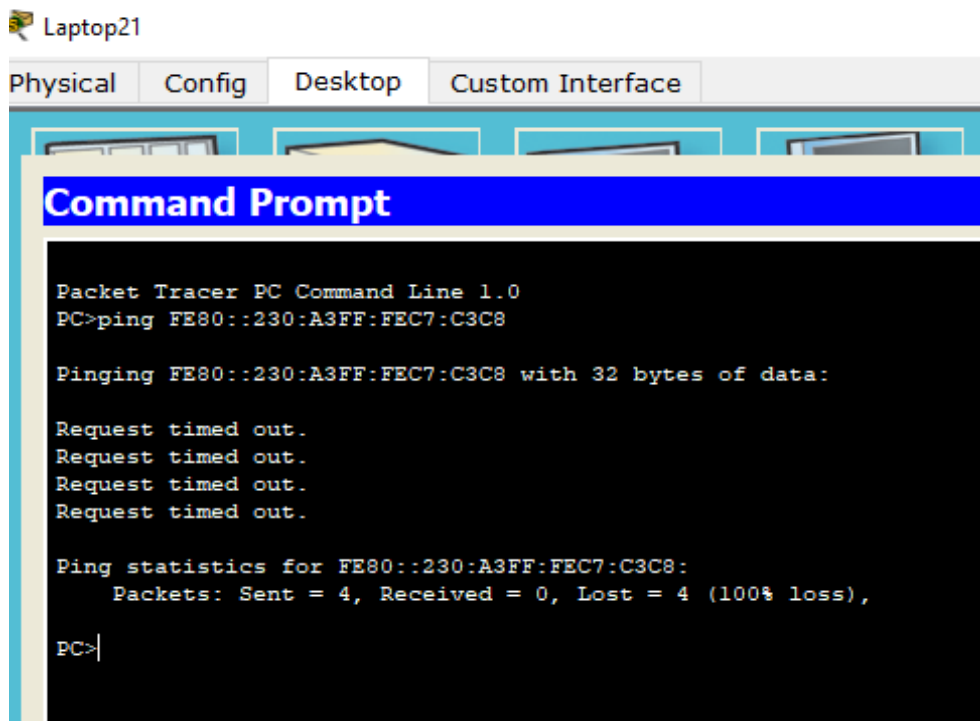 Laptop21
Physical Config Desktop Custom Interface
Command Prompt
Packet Tracer PC Command Line 1.0
PC>ping FE80::230:A3FF:FEC7:C3C8
Pinging FE80::230:A3FF:FEC7:C3C8 with 32 bytes of data:
Request timed out.
Request timed out.
Request timed out.
Request timed out.
Ping statistics for FE80::230:A3FF:FEC7:C3C8:
Packets: Sent = 4, Received = 0, Lost = 4 (100% loss),
PC>